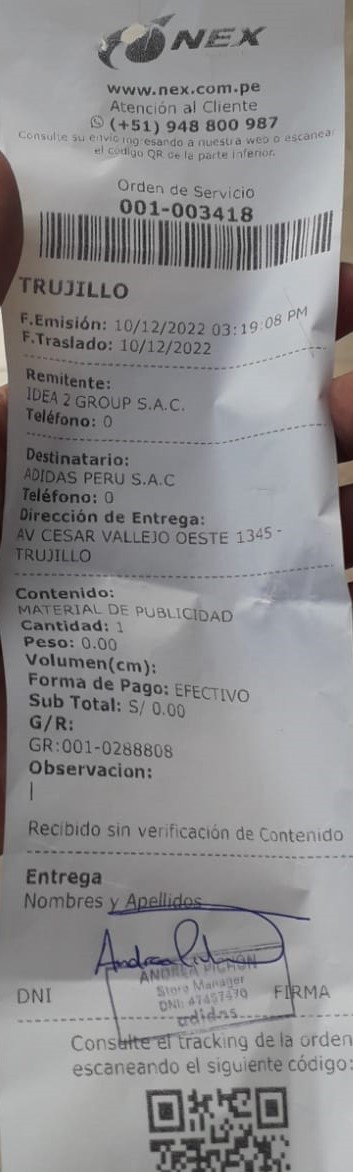 NEX
www.nex.com.pe
Atención al Cliente
(+51) 948 800 987
Consulte su envío ingresando a nuestra web o escanear
el código QR de la parte inferior.
Orden de Servicio
001-003418
TRUJILLO
F.Emisión: 10/12/2022 03:19:08 PM
F.Traslado: 10/12/2022
Remitente:
IDEA 2 GROUP S.A.C.
Teléfono: 0
Destinatario:
ADIDAS PERU S.A.C
Teléfono: 0
Dirección de Entrega:
AV CESAR VALLEJO OESTE 1345 -
TRUJILLO
Contenido:
MATERIAL DE PUBLICIDAD
Cantidad: 1
Peso: 0.00
Volumen(cm):
Forma de Pago: EFECTIVO
Sub Total: S/ 0.00
G/R:
GR:001-0288808
Observacion:
|
Recibido sin verificación de Contenido
Entrega
Nombres y Apellidos
ANDREA PICHON
Store Manager
DNI: 47457470
adidas
DNI FIRMA
Consulte el tracking de la orden
escaneando el siguiente código: